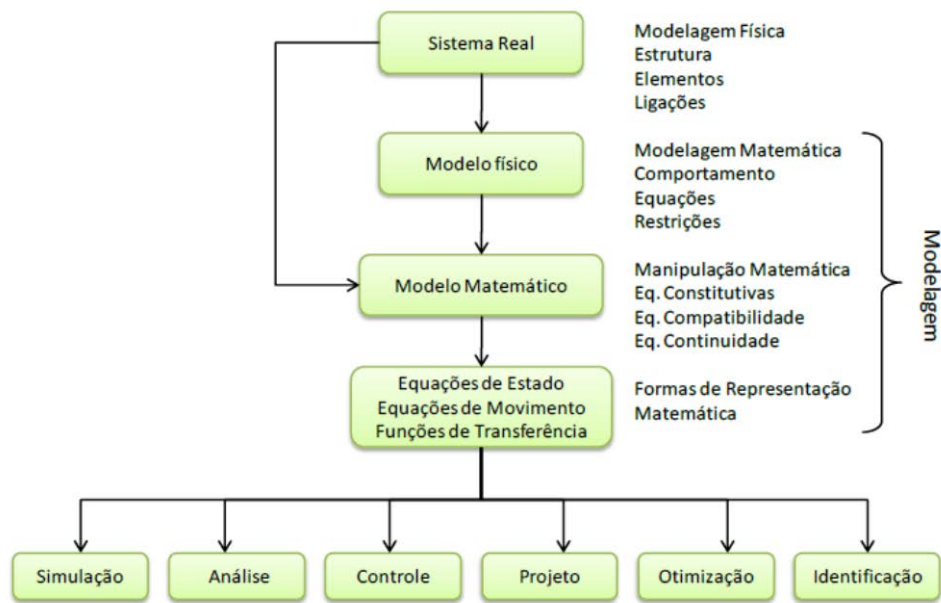 Sistema Real
Modelagem Física
Estrutura
Elementos
Ligações
Modelo físico
Modelagem Matemática
Comportamento
Equações
Restrições
Modelo Matemático
Manipulação Matemática
Eq. Constitutivas
Eq. Compatibilidade
Eq. Continuidade
Equações de Estado
Equações de Movimento
Funções de Transferência
Formas de Representação
Matemática
Modelagem
Simulação
Análise
Controle
Projeto
Otimização
Identificação